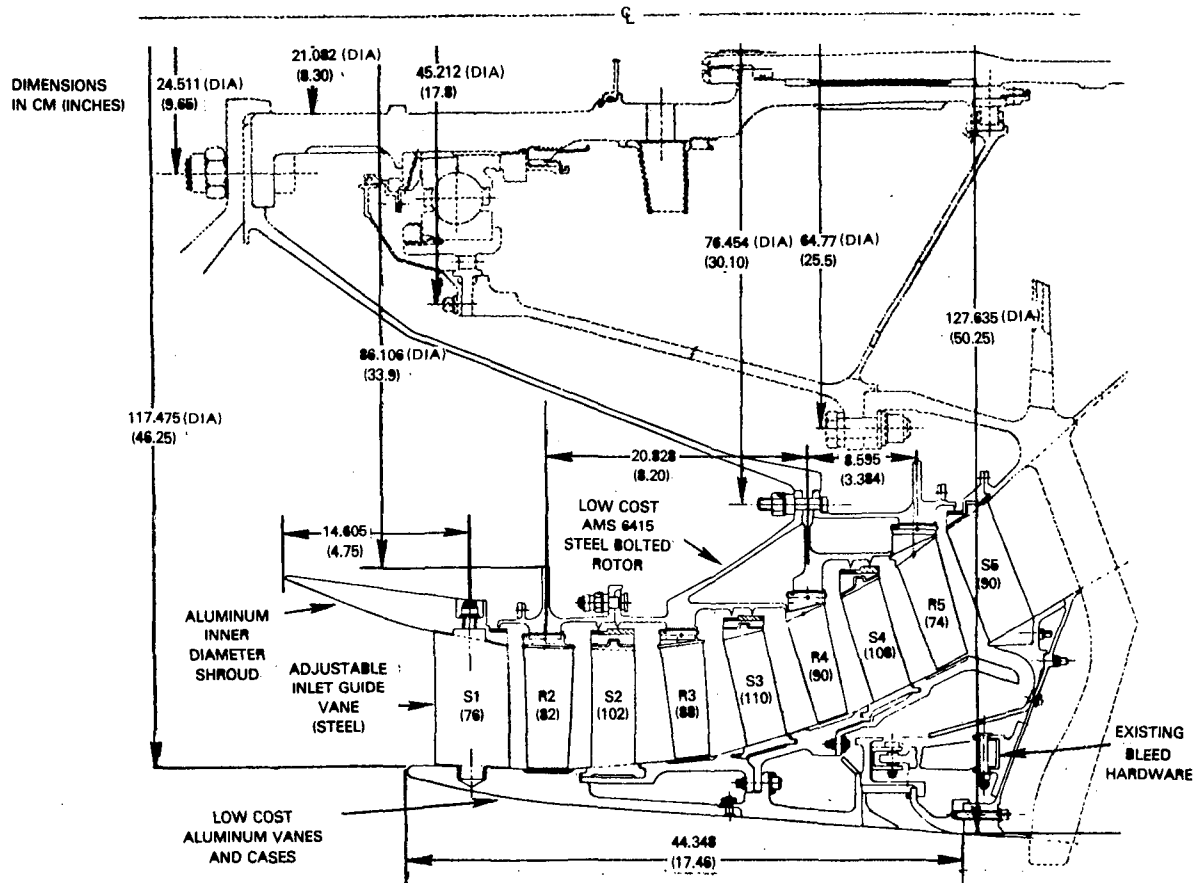 C̲L
DIMENSIONS
IN CM (INCHES)
24.511 (DIA)
(9.65)
21.082 (DIA)
(8.30)
45.212 (DIA)
(17.8)
76.454 (DIA)
(30.10)
64.77 (DIA)
(25.5)
127.635 (DIA)
(50.25)
86.106 (DIA)
(33.9)
117.475 (DIA)
(46.25)
20.828
(8.20)
8.595
(3.384)
14.605
(4.75)
LOW COST
AMS 6415
STEEL BOLTED
ROTOR
ALUMINUM
INNER
DIAMETER
SHROUD
ADJUSTABLE
INLET GUIDE
VANE
(STEEL)
S1
(76)
R2
(82)
S2
(102)
R3
(88)
S3
(110)
R4
(90)
S4
(108)
R5
(74)
S5
(90)
EXISTING
BLEED
HARDWARE
LOW COST
ALUMINUM VANES
AND CASES
44.348
(17.46)